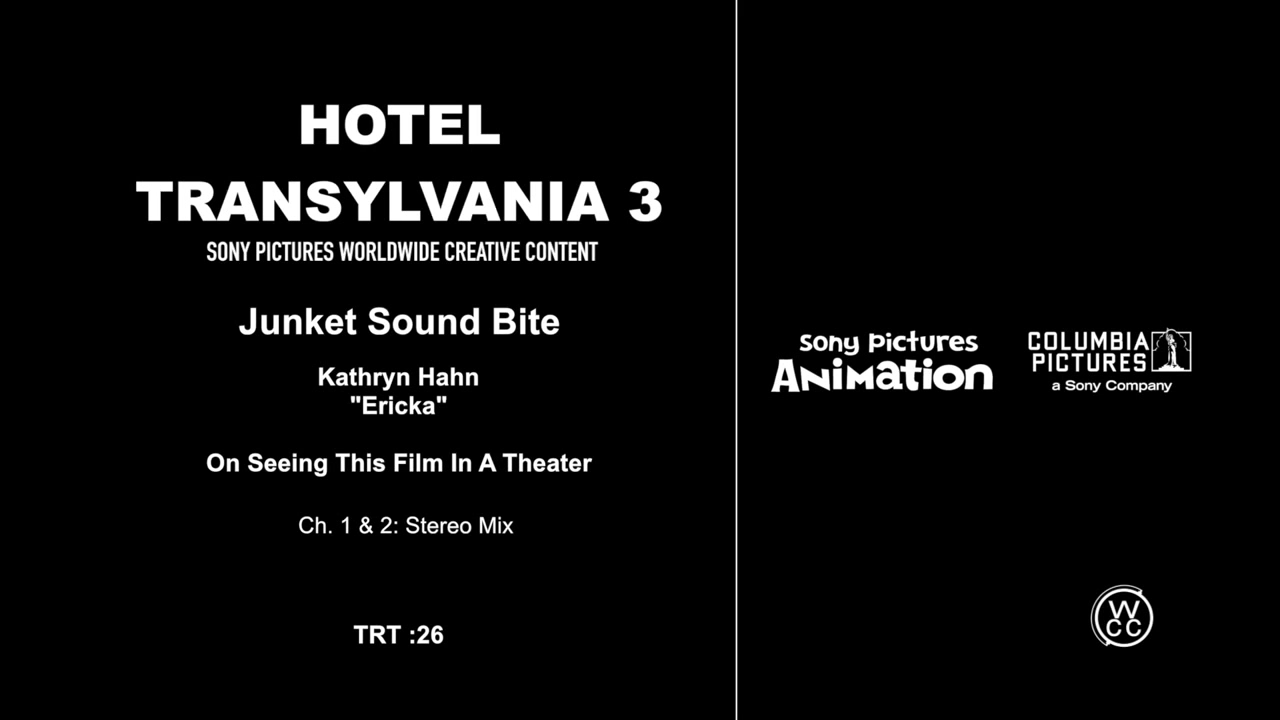 HOTEL
TRANSYLVANIA 3
SONY PICTURES WORLDWIDE CREATIVE CONTENT
Junket Sound Bite
Kathryn Hahn
"Ericka"
On Seeing This Film In A Theater
Ch. 1 & 2: Stereo Mix
TRT :26
Sony Pictures
Animation
COLUMBIA
PICTURES
a Sony Company
W
CC